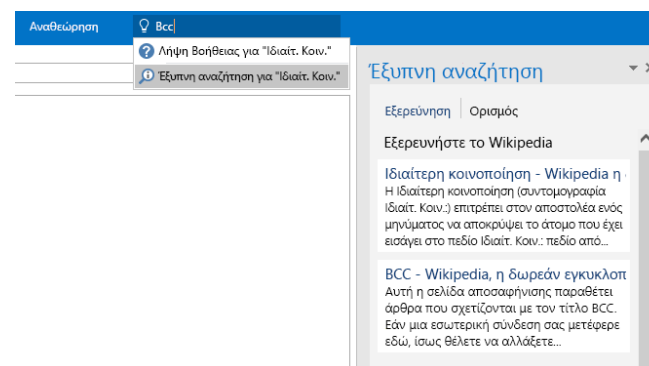 Αναθεώρηση
Bcc
Λήψη Βοήθειας για "Ιδιαίτ. Κοιν."
Έξυπνη αναζήτηση για "Ιδιαίτ. Κοιν."
Έξυπνη αναζήτηση
Εξερεύνηση
Ορισμός
Εξερευνήστε το Wikipedia
Ιδιαίτερη κοινοποίηση - Wikipedia η
Η Ιδιαίτερη κοινοποίηση (συντομογραφία
Ιδιαίτ. Κοιν.:) επιτρέπει στον αποστολέα ενός
μηνύματος να αποκρύψει το άτομο που έχει
εισάγει στο πεδίο Ιδιαίτ. Κοιν.: πεδίο από...
BCC - Wikipedia, η δωρεάν εγκυκλοπ
Αυτή η σελίδα αποσαφήνισης παραθέτει
άρθρα που σχετίζονται με τον τίτλο BCC.
Εάν μια εσωτερική σύνδεση σας μετέφερε
εδώ, ίσως θέλετε να αλλάξετε...